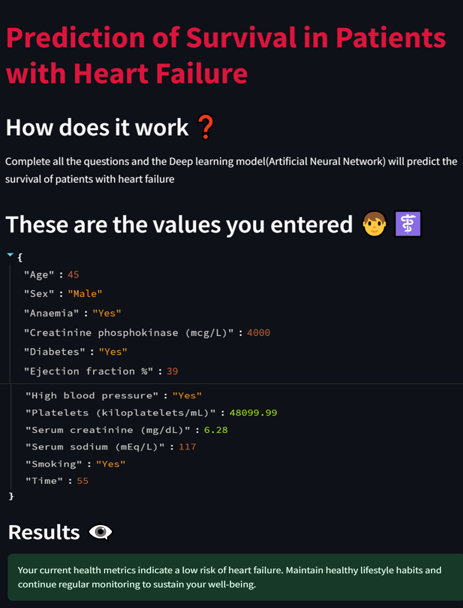 Prediction of Survival in Patients
with Heart Failure
How does it work ❓
Complete all the questions and the Deep learning model(Artificial Neural Network) will predict the
survival of patients with heart failure
These are the values you entered
{
"Age" : 45
"Sex" : "Male"
"Anaemia" : "Yes"
"Creatinine phosphokinase (mcg/L)" : 4000
"Diabetes" : "Yes"
"Ejection fraction %" : 39
"High blood pressure" : "Yes"
"Platelets (kiloplatelets/mL)" : 48099.99
"Serum creatinine (mg/dL)" : 6.28
"Serum sodium (mEq/L)" : 117
"Smoking" : "Yes"
"Time" : 55
}
Results
Your current health metrics indicate a low risk of heart failure. Maintain healthy lifestyle habits and
continue regular monitoring to sustain your well-being.